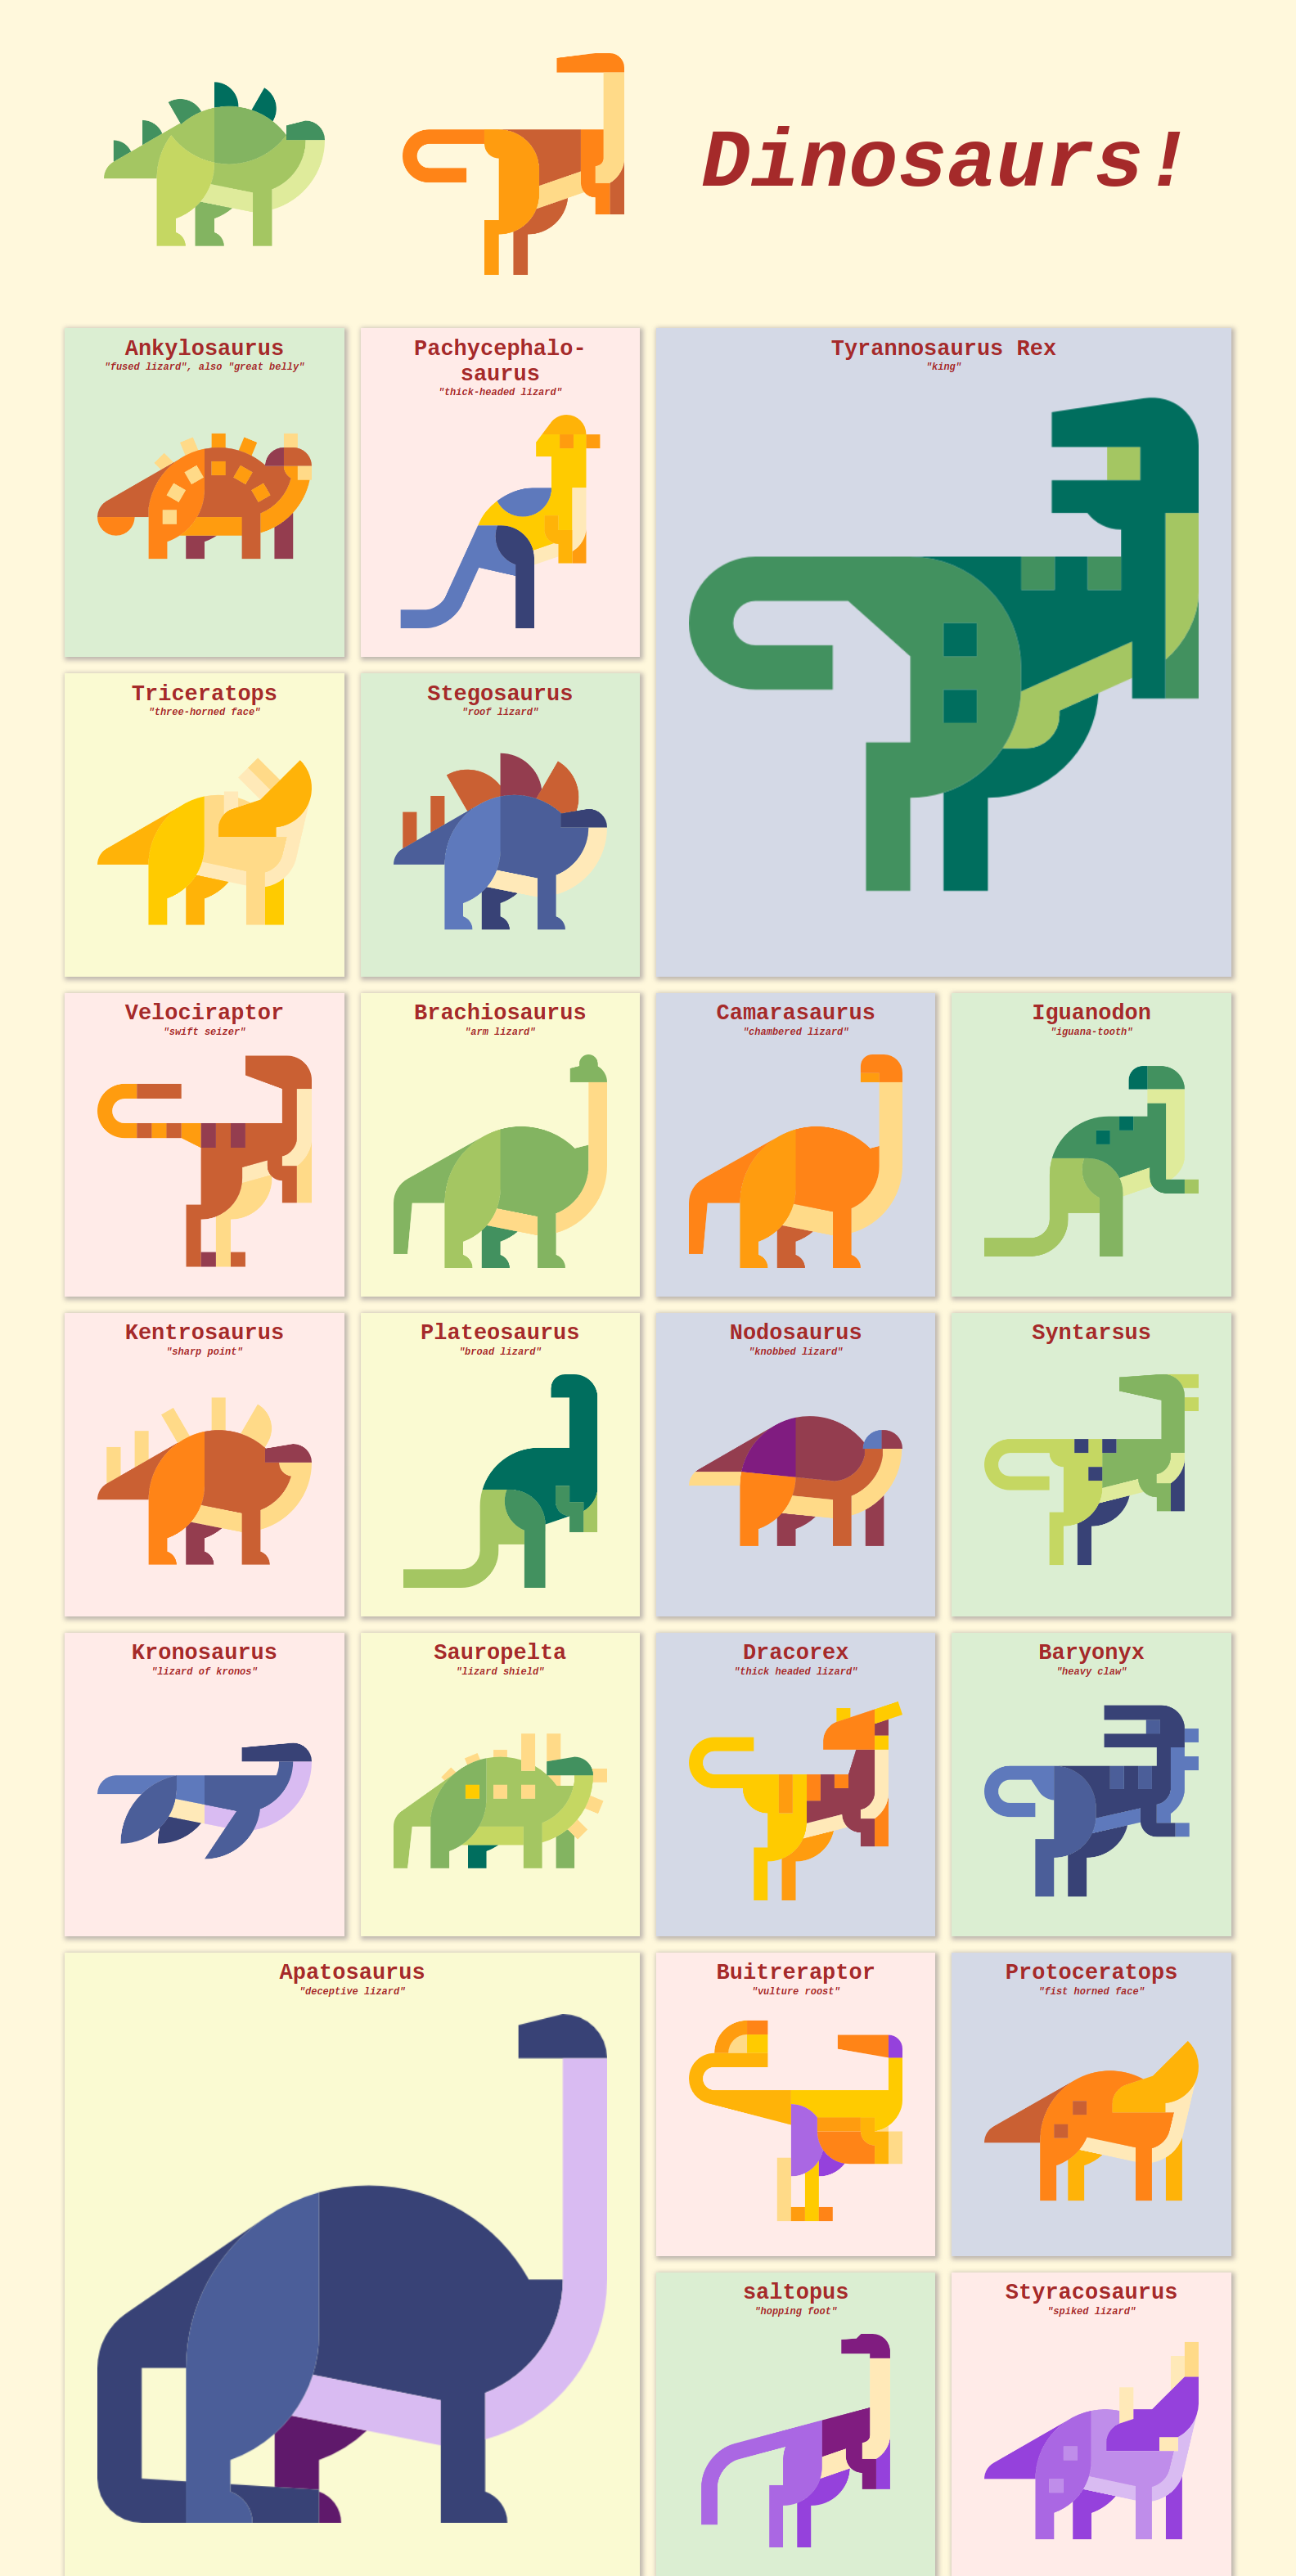 Dinosaurs!
Ankylosaurus
"fused lizard", also "great belly"
Pachycephalo-
saurus
"thick-headed lizard"
Tyrannosaurus Rex
"king"
Triceratops
"three-horned face"
Stegosaurus
"roof lizard"
Velociraptor
"swift seizer"
Brachiosaurus
"arm lizard"
Camarasaurus
"chambered lizard"
Iguanodon
"iguana-tooth"
Kentrosaurus
"sharp point"
Plateosaurus
"broad lizard"
Nodosaurus
"knobbed lizard"
Syntarsus
Kronosaurus
"lizard of kronos"
Sauropelta
"lizard shield"
Dracorex
"thick headed lizard"
Baryonyx
"heavy claw"
Apatosaurus
"deceptive lizard"
Buitreraptor
"vulture roost"
Protoceratops
"fist horned face"
saltopus
"hopping foot"
Styracosaurus
"spiked lizard"